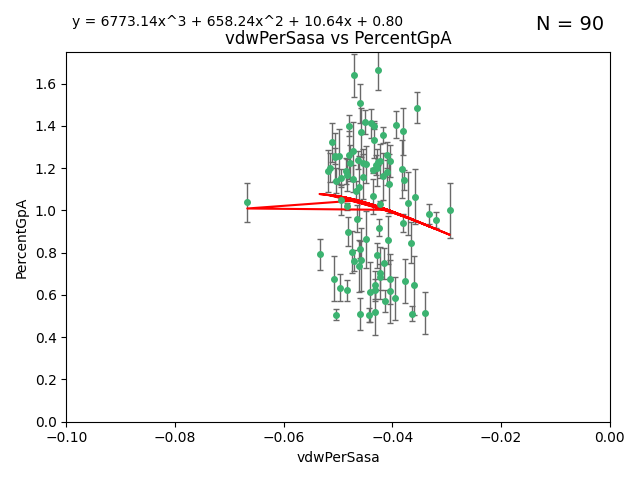 y = 6773.14x^3 + 658.24x^2 + 10.64x + 0.80
N = 90
vdwPerSasa vs PercentGpA
PercentGpA
1.6
1.4
1.2
1.0
0.8
0.6
0.4
0.2
0.0
−0.10 −0.08 −0.06 −0.04 −0.02 0.00
vdwPerSasa